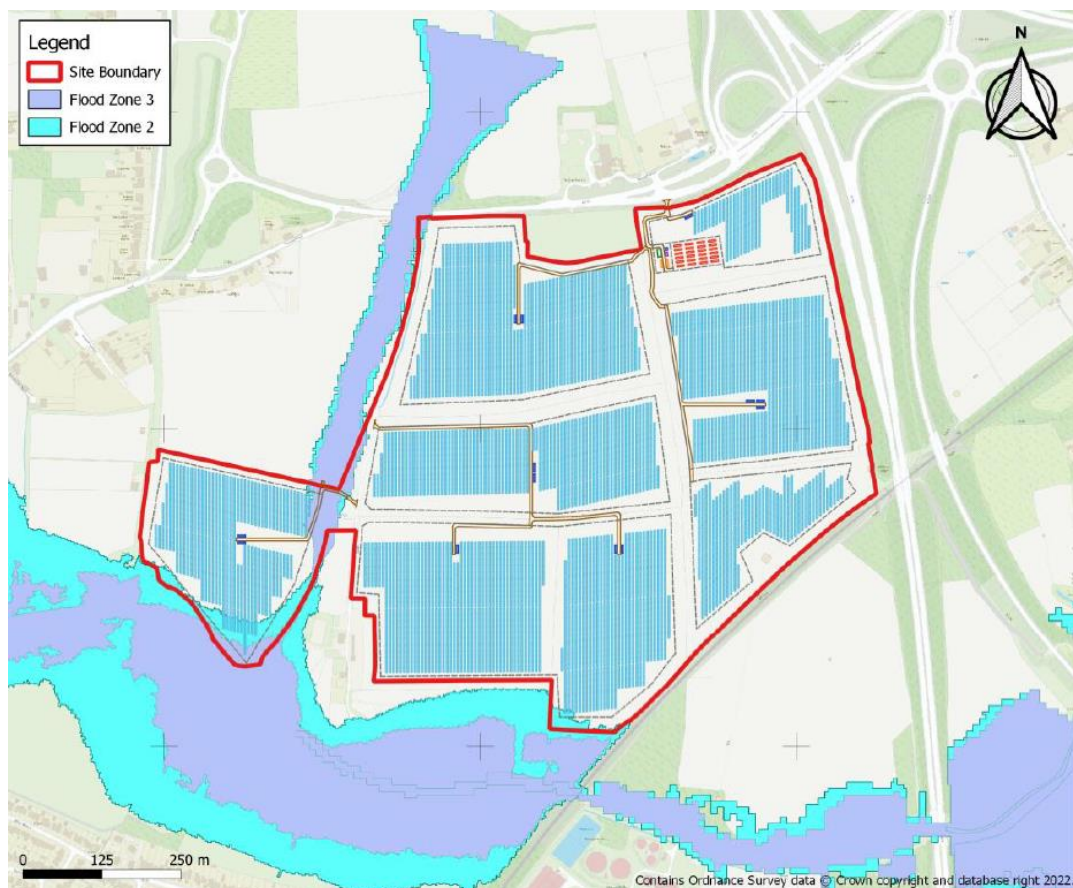 Legend
Site Boundary
Flood Zone 3
Flood Zone 2
N
0 125 250 m
Contains Ordnance Survey data © Crown copyright and database right 2022